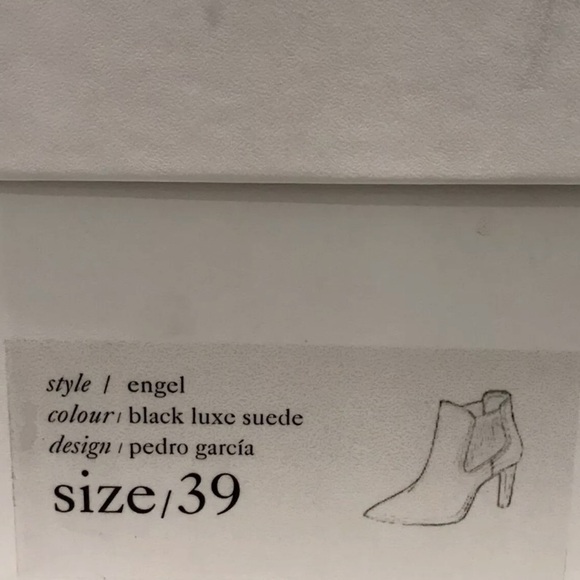 style / engel
colour / black luxe suede
design / pedro garcía
size/39